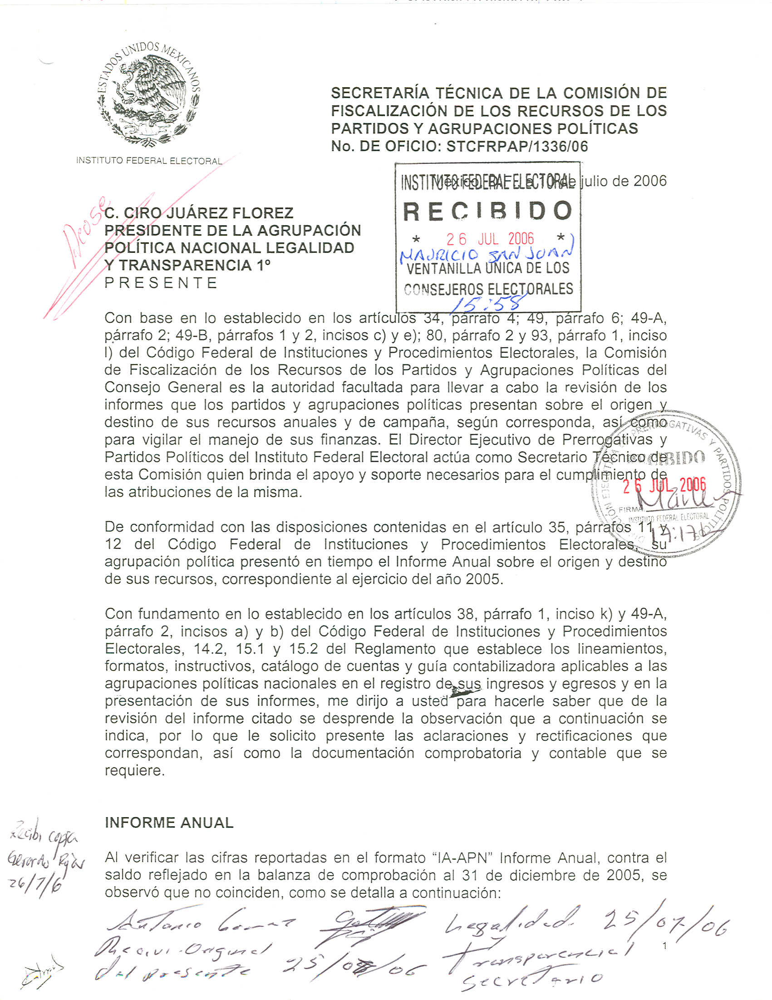 ESTADOS UNIDOS MEXICANOS
INSTITUTO FEDERAL ELECTORAL
SECRETARÍA TÉCNICA DE LA COMISIÓN DE
FISCALIZACIÓN DE LOS RECURSOS DE LOS
PARTIDOS Y AGRUPACIONES POLÍTICAS
No. DE OFICIO: STCFRPAP/1336/06
México, D. F., a 10 de julio de 2006
INSTITUTO FEDERAL ELECTORAL
RECIBIDO
* 26 JUL 2006 *
MAURICIO SAN JUAN
VENTANILLA UNICA DE LOS
CONSEJEROS ELECTORALES
15:58
C. CIRO JUÁREZ FLOREZ
PRESIDENTE DE LA AGRUPACIÓN
POLÍTICA NACIONAL LEGALIDAD
Y TRANSPARENCIA 1º
P R E S E N T E
Con base en lo establecido en los artículos 34, párrafo 4; 49, párrafo 6; 49-A,
párrafo 2; 49-B, párrafos 1 y 2, incisos c) y e); 80, párrafo 2 y 93, párrafo 1, inciso
l) del Código Federal de Instituciones y Procedimientos Electorales, la Comisión
de Fiscalización de los Recursos de los Partidos y Agrupaciones Políticas del
Consejo General es la autoridad facultada para llevar a cabo la revisión de los
informes que los partidos y agrupaciones políticas presentan sobre el origen y
destino de sus recursos anuales y de campaña, según corresponda, así como
para vigilar el manejo de sus finanzas. El Director Ejecutivo de Prerrogativas y
Partidos Políticos del Instituto Federal Electoral actúa como Secretario Técnico de
esta Comisión quien brinda el apoyo y soporte necesarios para el cumplimiento de
las atribuciones de la misma.
PRERROGATIVAS Y PARTIDOS POLÍTICOS
RECIBIDO
26 JUL 2006
FIRMA
INSTITUTO FEDERAL ELECTORAL
De conformidad con las disposiciones contenidas en el artículo 35, párrafos 11 y
12 del Código Federal de Instituciones y Procedimientos Electorales, su
agrupación política presentó en tiempo el Informe Anual sobre el origen y destino
de sus recursos, correspondiente al ejercicio del año 2005.
Con fundamento en lo establecido en los artículos 38, párrafo 1, inciso k) y 49-A,
párrafo 2, incisos a) y b) del Código Federal de Instituciones y Procedimientos
Electorales, 14.2, 15.1 y 15.2 del Reglamento que establece los lineamientos,
formatos, instructivos, catálogo de cuentas y guía contabilizadora aplicables a las
agrupaciones políticas nacionales en el registro de sus ingresos y egresos y en la
presentación de sus informes, me dirijo a usted para hacerle saber que de la
revisión del informe citado se desprende la observación que a continuación se
indica, por lo que le solicito presente las aclaraciones y rectificaciones que
correspondan, así como la documentación comprobatoria y contable que se
requiere.
INFORME ANUAL
Recibi copia
Gerardo
26/7/6
Al verificar las cifras reportadas en el formato “IA-APN” Informe Anual, contra el
saldo reflejado en la balanza de comprobación al 31 de diciembre de 2005, se
observó que no coinciden, como se detalla a continuación:
Antonio Legalidad 25/07/06
y
Recivi Original Transparencia 1
del presente 25/ /06 Secretario
1